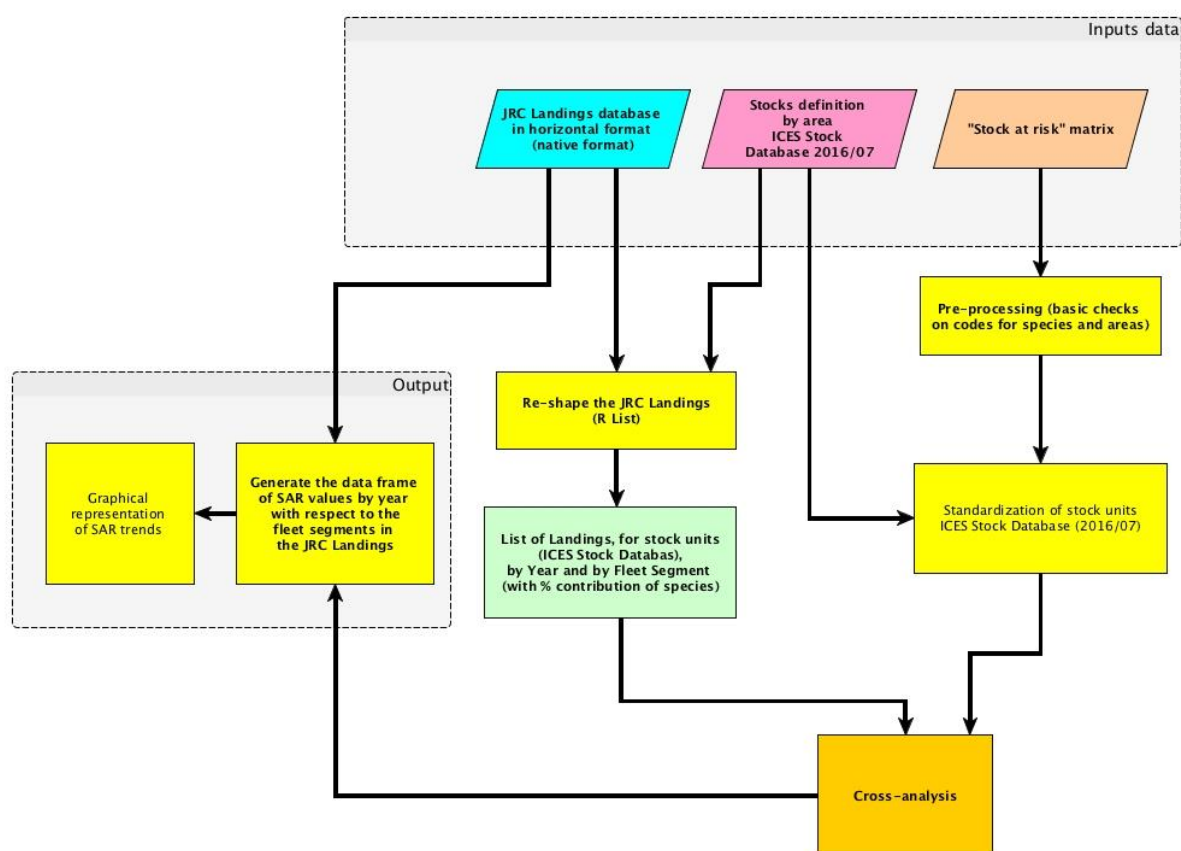 Inputs data
JRC Landings database
in horizontal format
(native format)
Stocks definition
by area
ICES Stock
Database 2016/07
"Stock at risk" matrix
Pre-processing (basic checks
on codes for species and areas)
Output
Re-shape the JRC Landings
(R List)
Graphical
representation
of SAR trends
Generate the data frame
of SAR values by year
with respect to the
fleet segments in
the JRC Landings
List of Landings, for stock units
(ICES Stock Databas),
by Year and by Fleet Segment
(with % contribution of species)
Standardization of stock units
ICES Stock Database (2016/07)
Cross-analysis